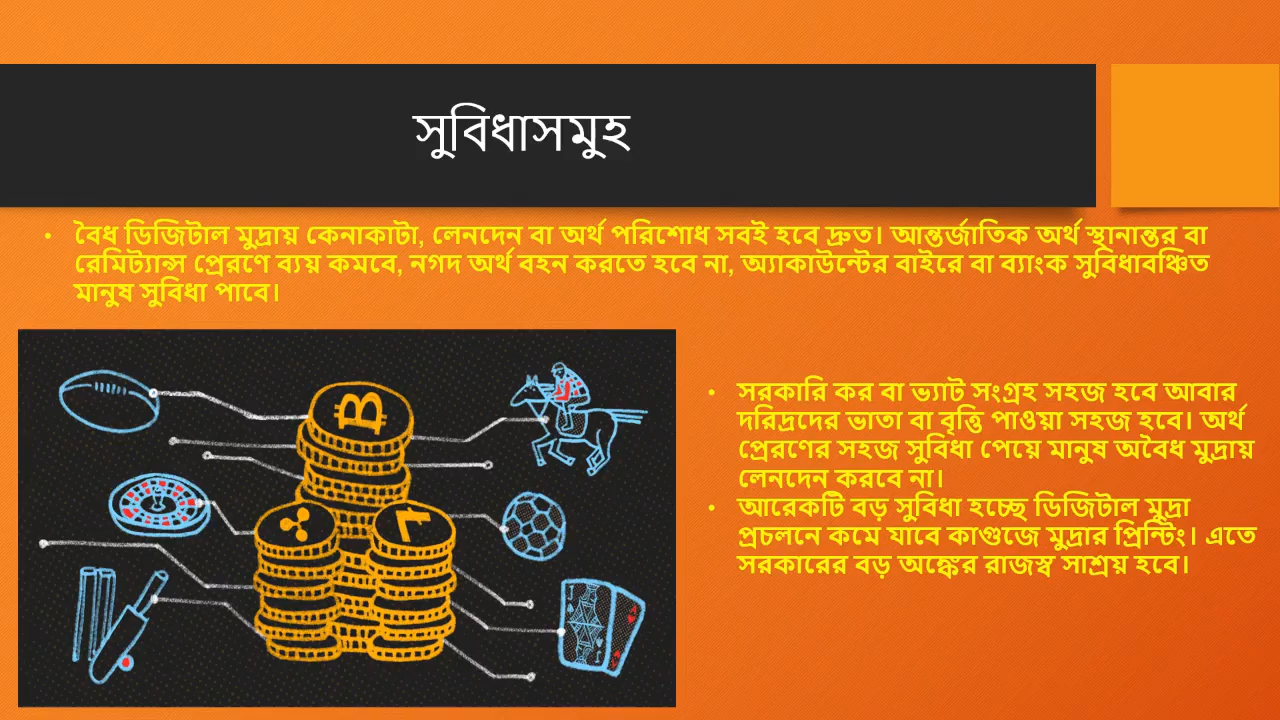 সুবিধাসমুহ
• বৈধ ডিজিটাল মুদ্রায় কেনাকাটা, লেনদেন বা অর্থ পরিশোধ সবই হবে দ্রুত। আন্তর্জাতিক অর্থ স্থানান্তর বা
রেমিট্যান্স প্রেরণে ব্যয় কমবে, নগদ অর্থ বহন করতে হবে না, অ্যাকাউন্টের বাইরে বা ব্যাংক সুবিধাবঞ্চিত
মানুষ সুবিধা পাবে।
• সরকারি কর বা ভ্যাট সংগ্রহ সহজ হবে আবার
দরিদ্রদের ভাতা বা বৃত্তি পাওয়া সহজ হবে। অর্থ
প্রেরণের সহজ সুবিধা পেয়ে মানুষ অবৈধ মুদ্রায়
লেনদেন করবে না।
• আরেকটি বড় সুবিধা হচ্ছে ডিজিটাল মুদ্রা
প্রচলনে কমে যাবে কাগুজে মুদ্রার প্রিন্টিং। এতে
সরকারের বড় অঙ্কের রাজস্ব সাশ্রয় হবে।